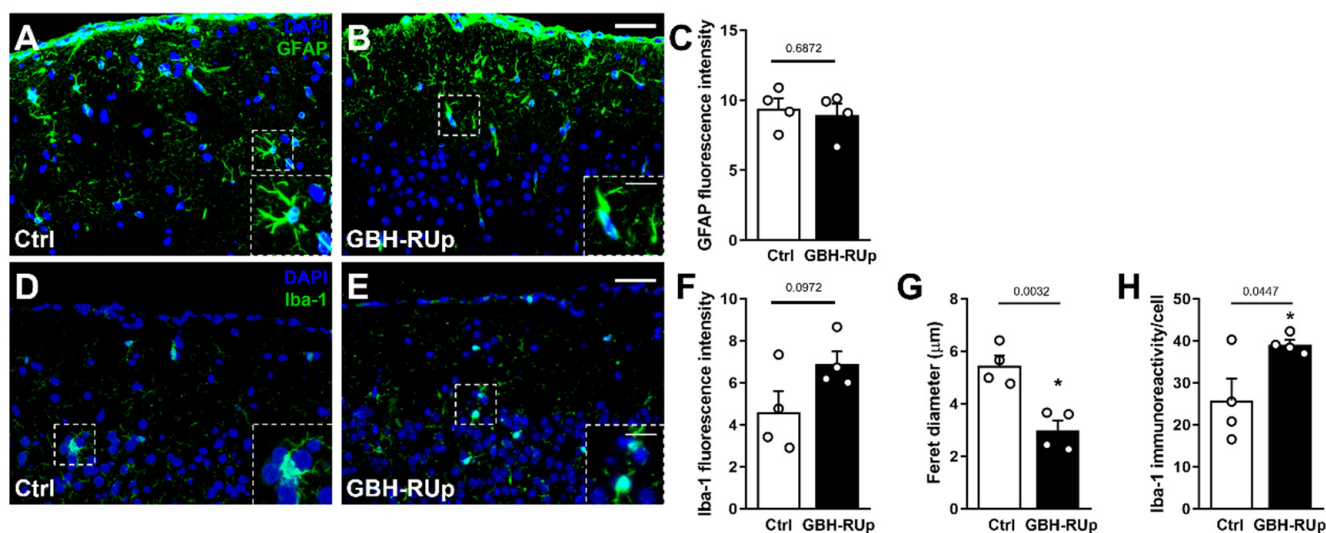 A
DAPI
GFAP
Ctrl
B
GBH-RUp
C
GFAP fluorescence intensity
15
10
5
0
0.6872
Ctrl GBH-RUp
D
DAPI
Iba-1
Ctrl
E
GBH-RUp
F
Iba-1 fluorescence intensity
10
8
6
4
2
0
0.0972
Ctrl GBH-RUp
G
Feret diameter (μm)
8
6
4
2
0
0.0032
*
Ctrl GBH-RUp
H
Iba-1 immunoreactivity/cell
50
40
30
20
10
0
0.0447
*
Ctrl GBH-RUp